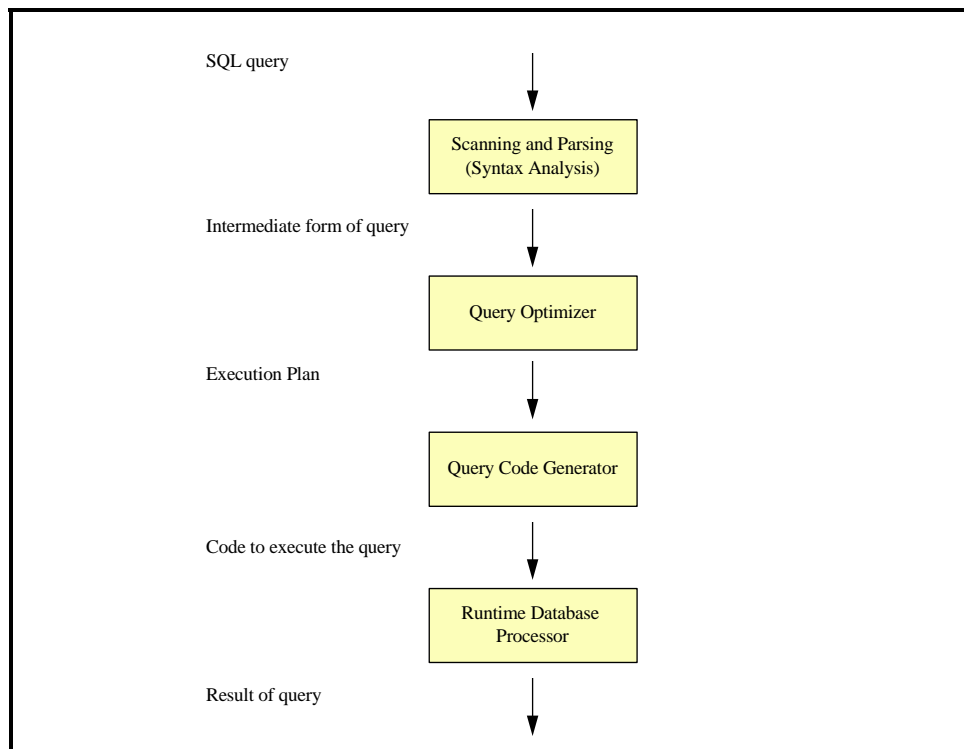 SQL query
Scanning and Parsing
(Syntax Analysis)
Intermediate form of query
Query Optimizer
Execution Plan
Query Code Generator
Code to execute the query
Runtime Database
Processor
Result of query